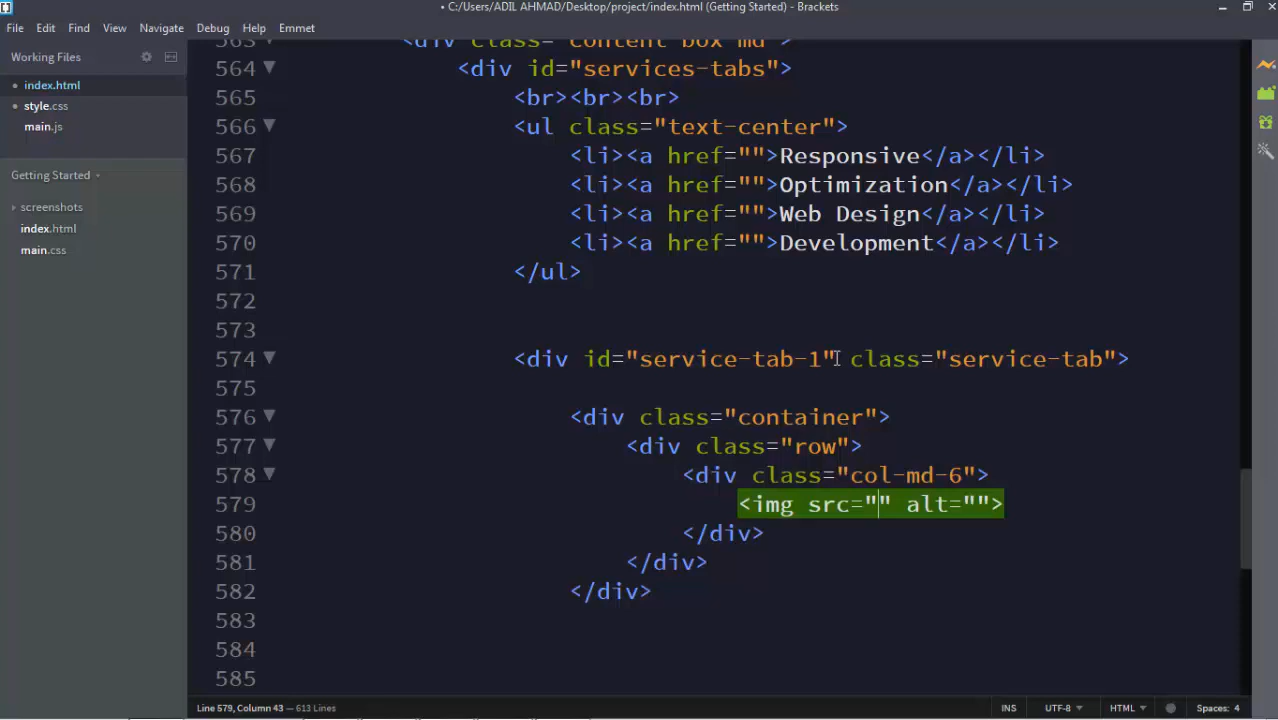 • C:/Users/ADIL AHMAD/Desktop/project/index.html (Getting Started) - Brackets
File Edit Find View Navigate Debug Help Emmet
Working Files
• index.html
• style.css
main.js
Getting Started
screenshots
index.html
main.css
563 <div class="content-box-md">
564 <div id="services-tabs">
565 <br><br><br>
566 <ul class="text-center">
567 <li><a href="">Responsive</a></li>
568 <li><a href="">Optimization</a></li>
569 <li><a href="">Web Design</a></li>
570 <li><a href="">Development</a></li>
571 </ul>
572
573
574 <div id="service-tab-1" class="service-tab">
575
576 <div class="container">
577 <div class="row">
578 <div class="col-md-6">
579 <img src="" alt="">
580 </div>
581 </div>
582 </div>
583
584
585
Line 579, Column 43 — 613 Lines
INS UTF-8 HTML Spaces: 4